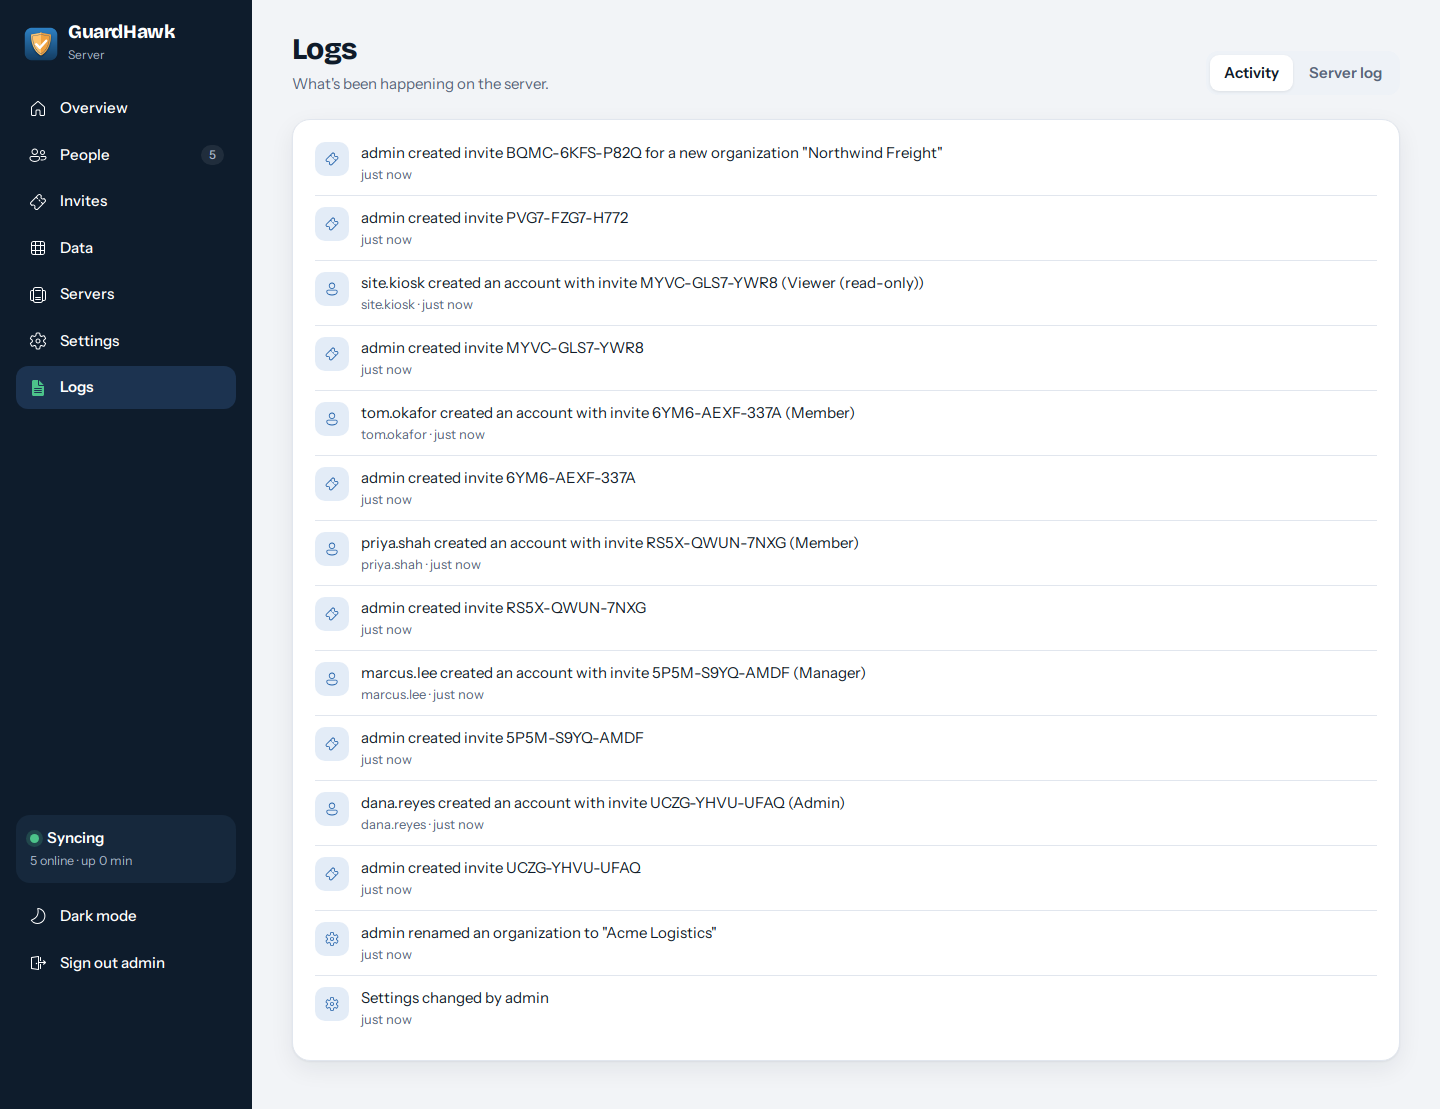 GuardHawk
Server
Overview
People 5
Invites
Data
Servers
Settings
Logs
Syncing
5 online · up 0 min
Dark mode
Sign out admin
Logs
What's been happening on the server.
Activity Server log
admin created invite BQMC-6KFS-P82Q for a new organization "Northwind Freight"
just now
admin created invite PVG7-FZG7-H772
just now
site.kiosk created an account with invite MYVC-GLS7-YWR8 (Viewer (read-only))
site.kiosk · just now
admin created invite MYVC-GLS7-YWR8
just now
tom.okafor created an account with invite 6YM6-AEXF-337A (Member)
tom.okafor · just now
admin created invite 6YM6-AEXF-337A
just now
priya.shah created an account with invite RS5X-QWUN-7NXG (Member)
priya.shah · just now
admin created invite RS5X-QWUN-7NXG
just now
marcus.lee created an account with invite 5P5M-S9YQ-AMDF (Manager)
marcus.lee · just now
admin created invite 5P5M-S9YQ-AMDF
just now
dana.reyes created an account with invite UCZG-YHVU-UFAQ (Admin)
dana.reyes · just now
admin created invite UCZG-YHVU-UFAQ
just now
admin renamed an organization to "Acme Logistics"
just now
Settings changed by admin
just now